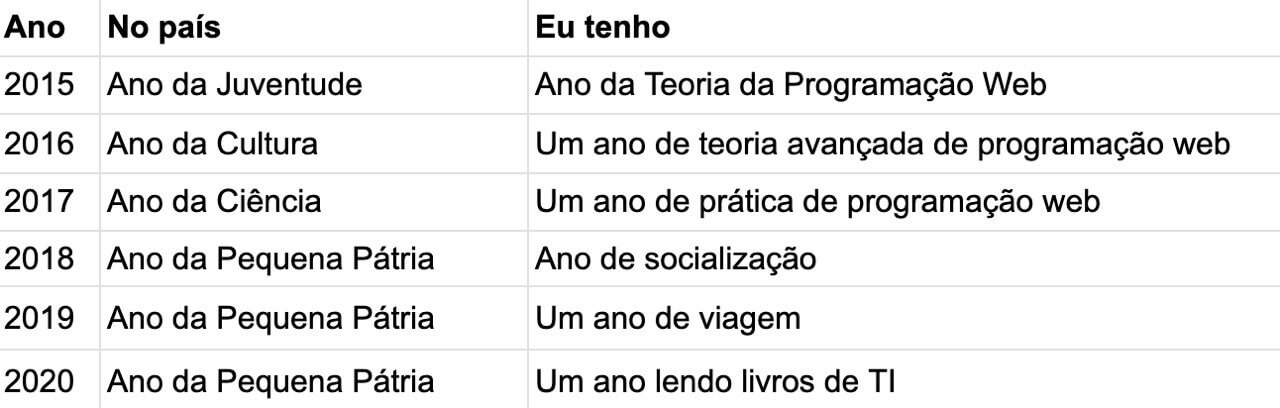 Ano No país Eu tenho
2015 Ano da Juventude Ano da Teoria da Programação Web
2016 Ano da Cultura Um ano de teoria avançada de programação web
2017 Ano da Ciência Um ano de prática de programação web
2018 Ano da Pequena Pátria Ano de socialização
2019 Ano da Pequena Pátria Um ano de viagem
2020 Ano da Pequena Pátria Um ano lendo livros de TI